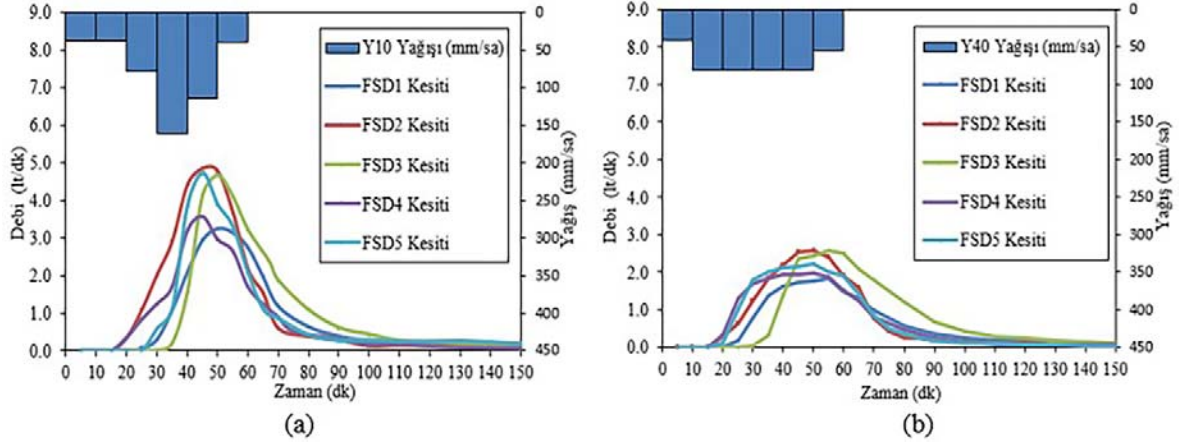 9.0
8.0
7.0
6.0
5.0
4.0
3.0
2.0
1.0
0.0
Debi (lt/dk)
0 10 20 30 40 50 60 70 80 90 100 110 120 130 140 150
Zaman (dk)
0
50
100
150
200
250
300
350
400
450
Yağış (mm/sa)
Y10 Yağışı (mm/sa)
FSD1 Kesiti
FSD2 Kesiti
FSD3 Kesiti
FSD4 Kesiti
FSD5 Kesiti
(a)
9.0
8.0
7.0
6.0
5.0
4.0
3.0
2.0
1.0
0.0
Debi (lt/dk)
0 10 20 30 40 50 60 70 80 90 100 110 120 130 140 150
Zaman (dk)
0
50
100
150
200
250
300
350
400
450
Yağış (mm/sa)
Y40 Yağışı (mm/sa)
FSD1 Kesiti
FSD2 Kesiti
FSD3 Kesiti
FSD4 Kesiti
FSD5 Kesiti
(b)